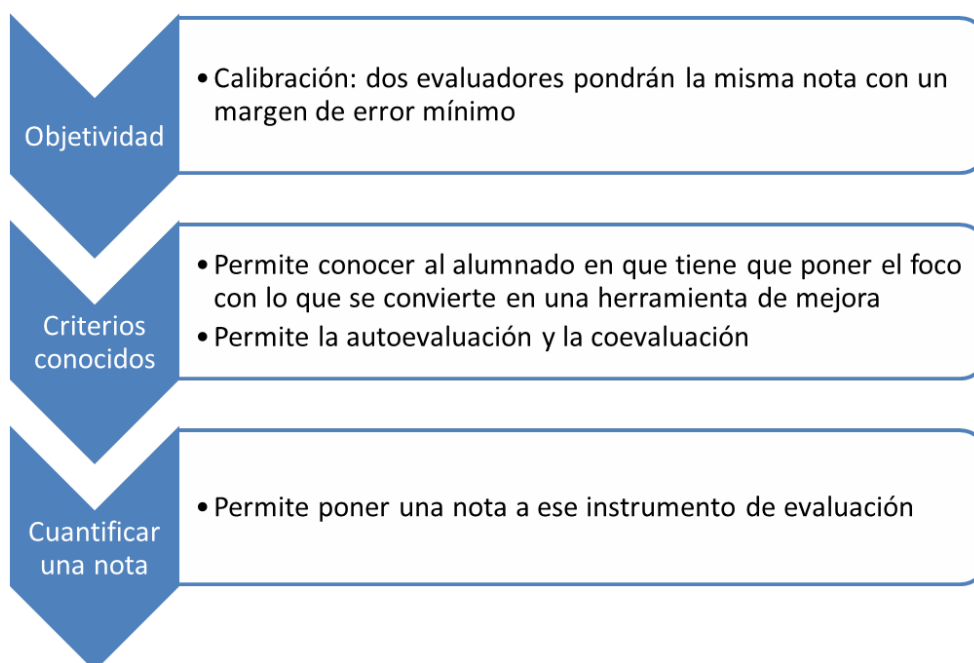 Objetividad
• Calibración: dos evaluadores pondrán la misma nota con un
margen de error mínimo
Criterios
conocidos
• Permite conocer al alumnado en que tiene que poner el foco
con lo que se convierte en una herramienta de mejora
• Permite la autoevaluación y la coevaluación
Cuantificar
una nota
• Permite poner una nota a ese instrumento de evaluación